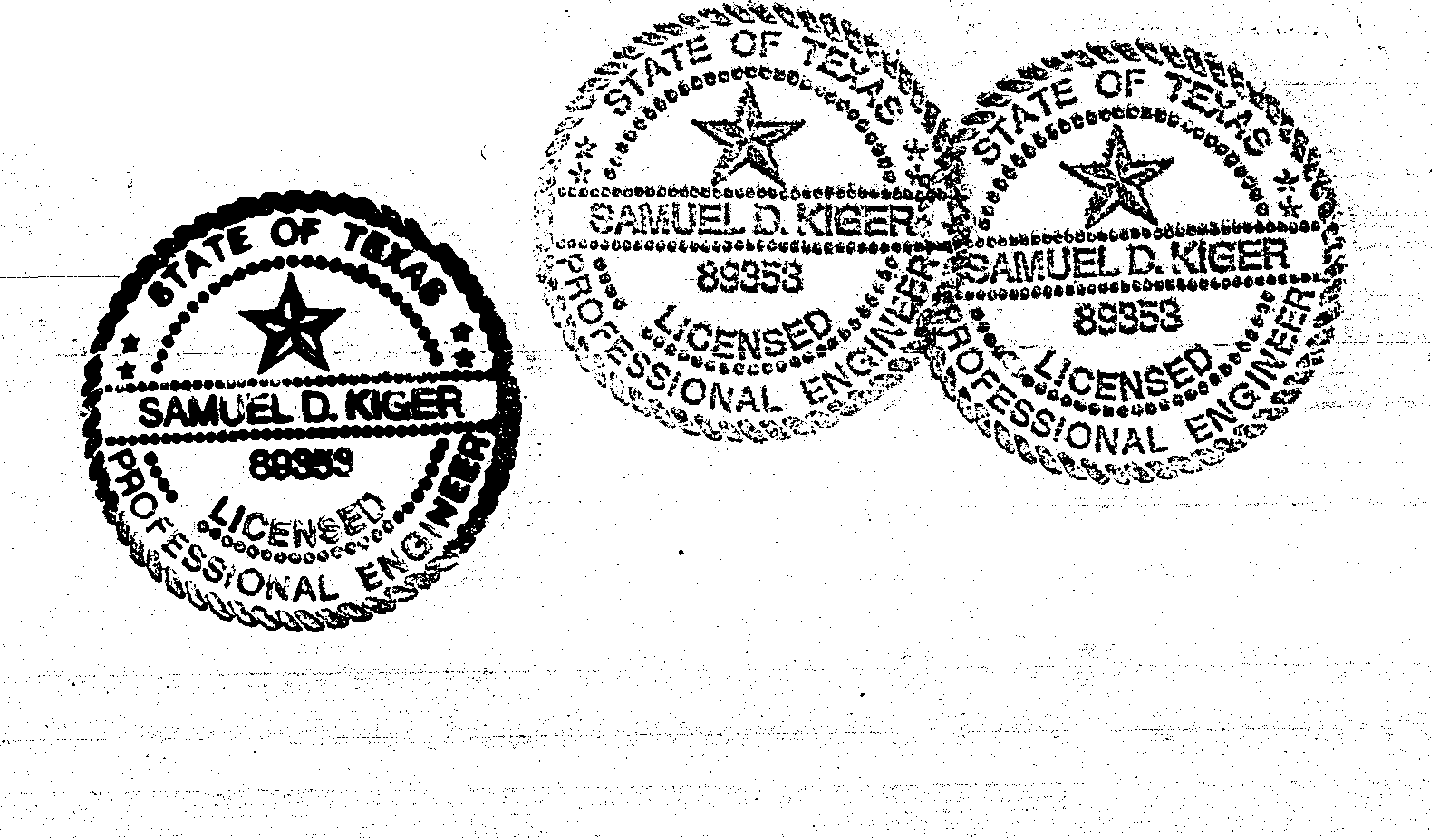 STATE OF TEXAS
SAMUEL D. KIGER
89353
LICENSED
PROFESSIONAL ENGINEER
STATE OF TEXAS
SAMUEL D. KIGER
89353
LICENSED
PROFESSIONAL ENGINEER
STATE OF TEXAS
SAMUEL D. KIGER
89353
LICENSED
PROFESSIONAL ENGINEER